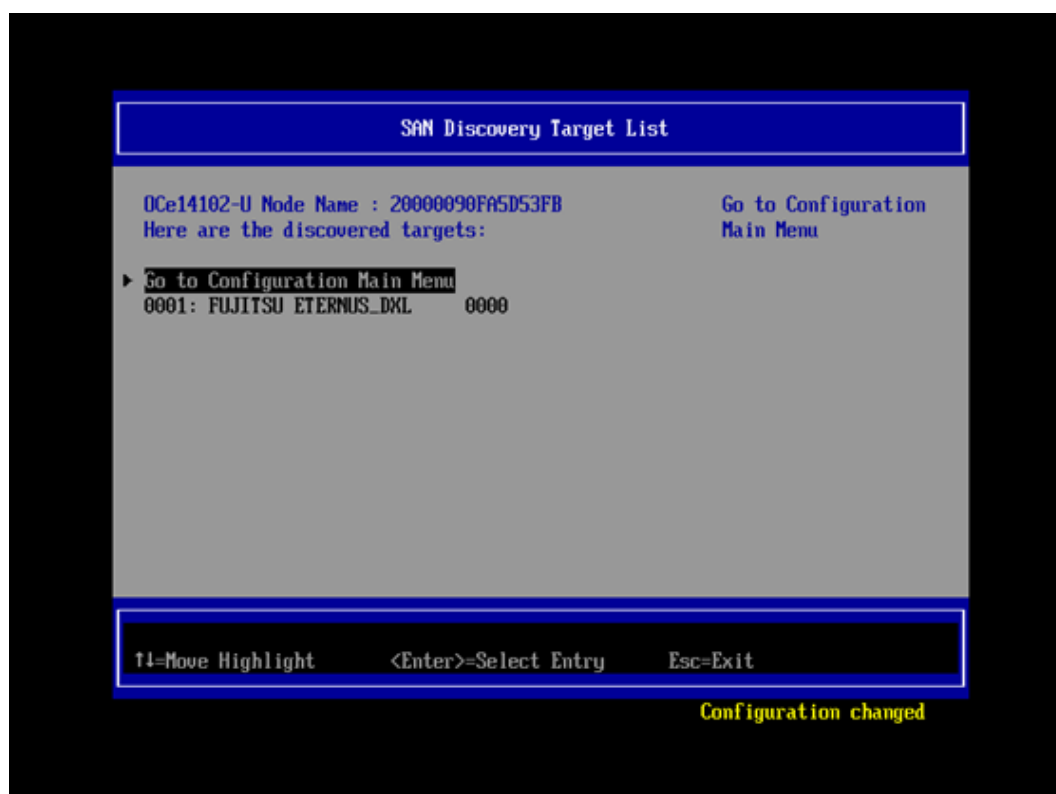 SAN Discovery Target List
OCe14102-U Node Name : 20000090FA5D53FB
Here are the discovered targets:
Go to Configuration
Main Menu
Go to Configuration Main Menu
0001: FUJITSU ETERNUS_DXL 0000
↑↓=Move Highlight <Enter>=Select Entry Esc=Exit
Configuration changed